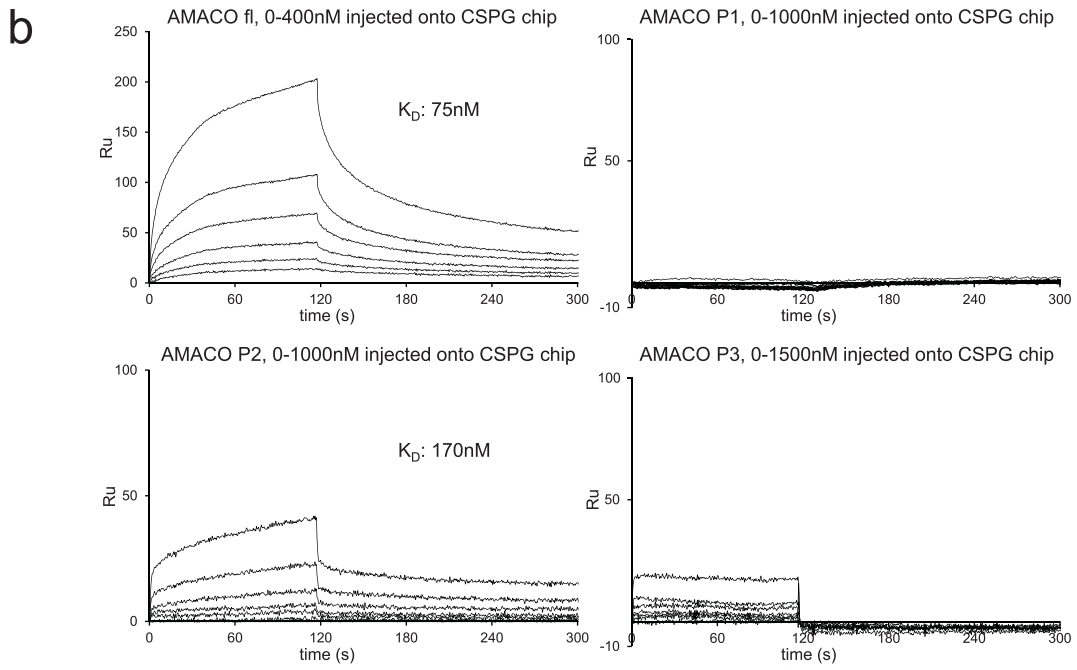 b
AMACO fl, 0-400nM injected onto CSPG chip
250
200
150
100
50
0
Ru
K_D: 75nM
0 60 120 180 240 300
time (s)
AMACO P1, 0-1000nM injected onto CSPG chip
100
50
-10
Ru
0 60 120 180 240 300
time (s)
AMACO P2, 0-1000nM injected onto CSPG chip
100
50
0
Ru
K_D: 170nM
0 60 120 180 240 300
time (s)
AMACO P3, 0-1500nM injected onto CSPG chip
100
50
-10
Ru
0 60 120 180 240 300
time (s)